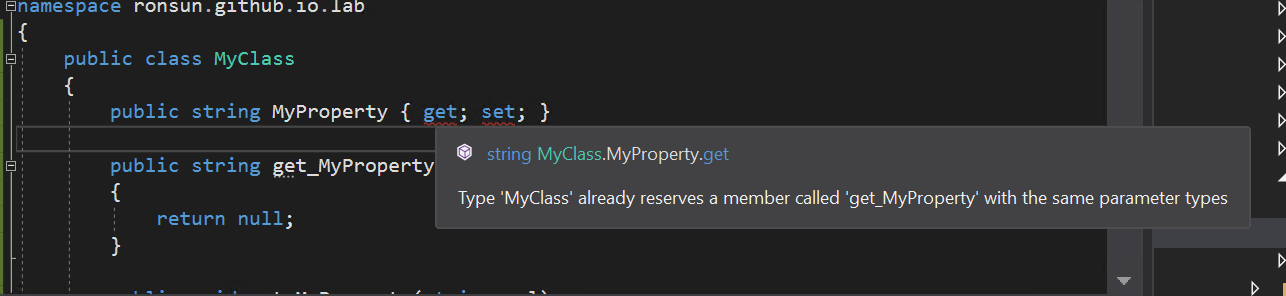 namespace ronsun.github.io.lab
{
public class MyClass
{
public string MyProperty { get; set; }
string MyClass.MyProperty.get
public string get_MyProperty
Type 'MyClass' already reserves a member called 'get_MyProperty' with the same parameter types
{
return null;
}